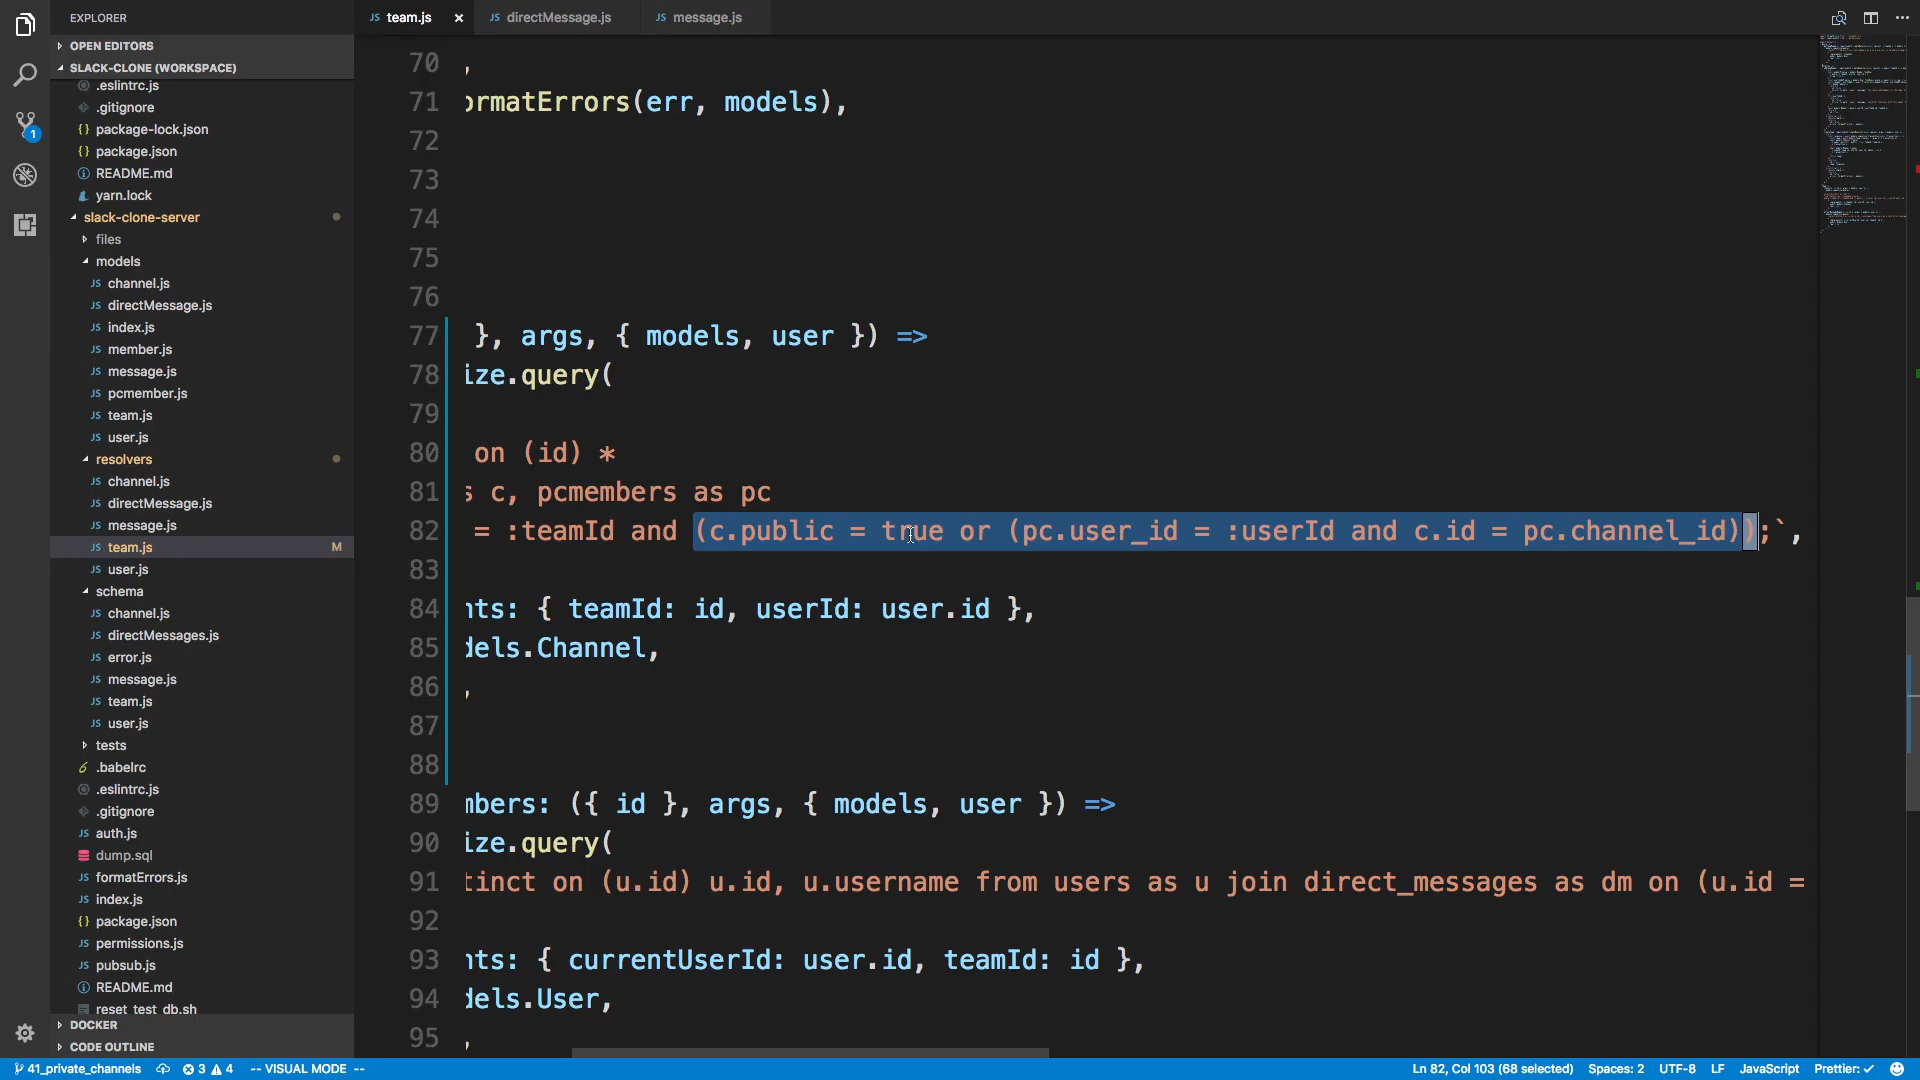 EXPLORER
team.js
directMessage.js
message.js
OPEN EDITORS
SLACK-CLONE (WORKSPACE)
.eslintrc.js
.gitignore
package-lock.json
package.json
README.md
yarn.lock
slack-clone-server
files
models
channel.js
directMessage.js
index.js
member.js
message.js
pcmember.js
team.js
user.js
resolvers
channel.js
directMessage.js
message.js
team.js M
user.js
schema
channel.js
directMessages.js
error.js
message.js
team.js
user.js
tests
.babelrc
.eslintrc.js
.gitignore
auth.js
dump.sql
formatErrors.js
index.js
package.json
permissions.js
pubsub.js
README.md
reset_test_db.sh
DOCKER
CODE OUTLINE
70 ,
71 ormatErrors(err, models),
72
73
74
75
76
77 }, args, { models, user }) =>
78 ize.query(
79
80 on (id) *
81 s c, pcmembers as pc
82 = :teamId and (c.public = true or (pc.user_id = :userId and c.id = pc.channel_id));`,
83
84 nts: { teamId: id, userId: user.id },
85 dels.Channel,
86 ,
87
88
89 mbers: ({ id }, args, { models, user }) =>
90 ize.query(
91 tinct on (u.id) u.id, u.username from users as u join direct_messages as dm on (u.id =
92
93 nts: { currentUserId: user.id, teamId: id },
94 dels.User,
95 ,
1
41_private_channels 3 4 -- VISUAL MODE -- Ln 82, Col 103 (68 selected) Spaces: 2 UTF-8 LF JavaScript Prettier: ✓